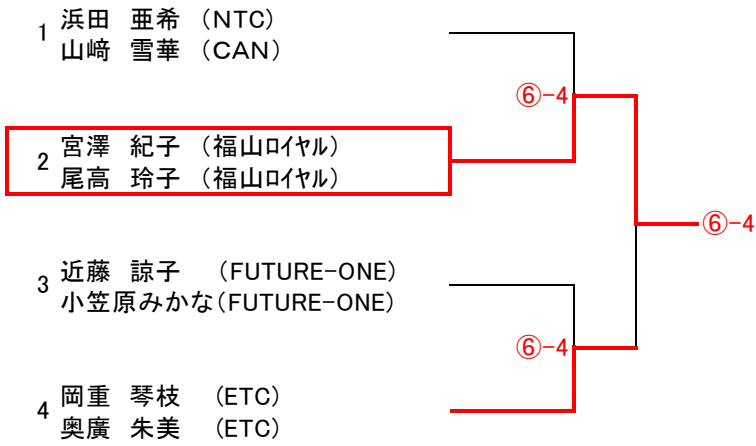 1 浜田 亜希 (NTC)
山﨑 雪華 (CAN)
⑥-4
2 宮澤 紀子 (福山ロイヤル)
尾高 玲子 (福山ロイヤル)
⑥-4
3 近藤 諒子 (FUTURE-ONE)
小笠原みかな(FUTURE-ONE)
⑥-4
4 岡重 琴枝 (ETC)
奥廣 朱美 (ETC)